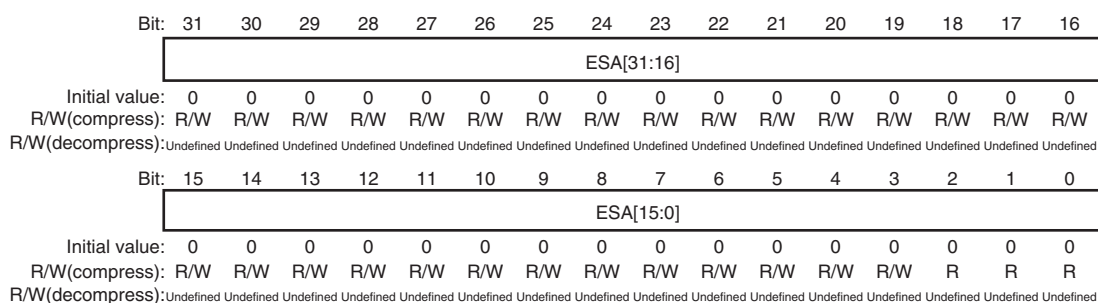 Bit: 31 30 29 28 27 26 25 24 23 22 21 20 19 18 17 16
ESA[31:16]
Initial value: 0 0 0 0 0 0 0 0 0 0 0 0 0 0 0 0
R/W(compress): R/W R/W R/W R/W R/W R/W R/W R/W R/W R/W R/W R/W R/W R/W R/W R/W
R/W(decompress): Undefined Undefined Undefined Undefined Undefined Undefined Undefined Undefined Undefined Undefined Undefined Undefined Undefined Undefined Undefined Undefined
Bit: 15 14 13 12 11 10 9 8 7 6 5 4 3 2 1 0
ESA[15:0]
Initial value: 0 0 0 0 0 0 0 0 0 0 0 0 0 0 0 0
R/W(compress): R/W R/W R/W R/W R/W R/W R/W R/W R/W R/W R/W R/W R/W R R R
R/W(decompress): Undefined Undefined Undefined Undefined Undefined Undefined Undefined Undefined Undefined Undefined Undefined Undefined Undefined Undefined Undefined Undefined